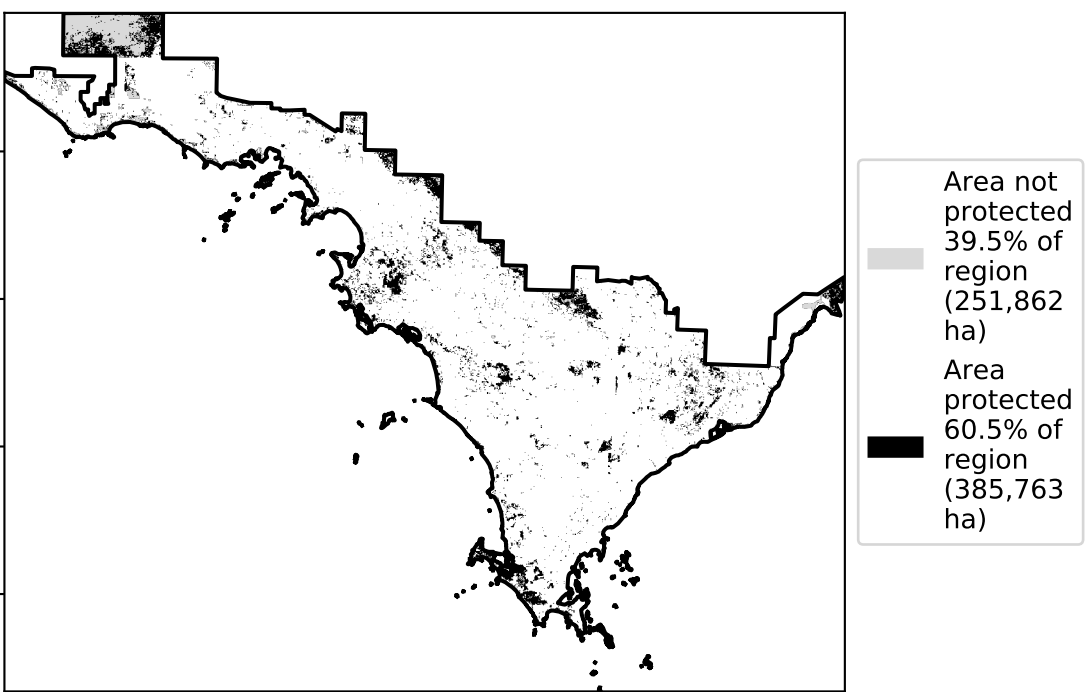 Area not
protected
39.5% of
region
(251,862
ha)
Area
protected
60.5% of
region
(385,763
ha)